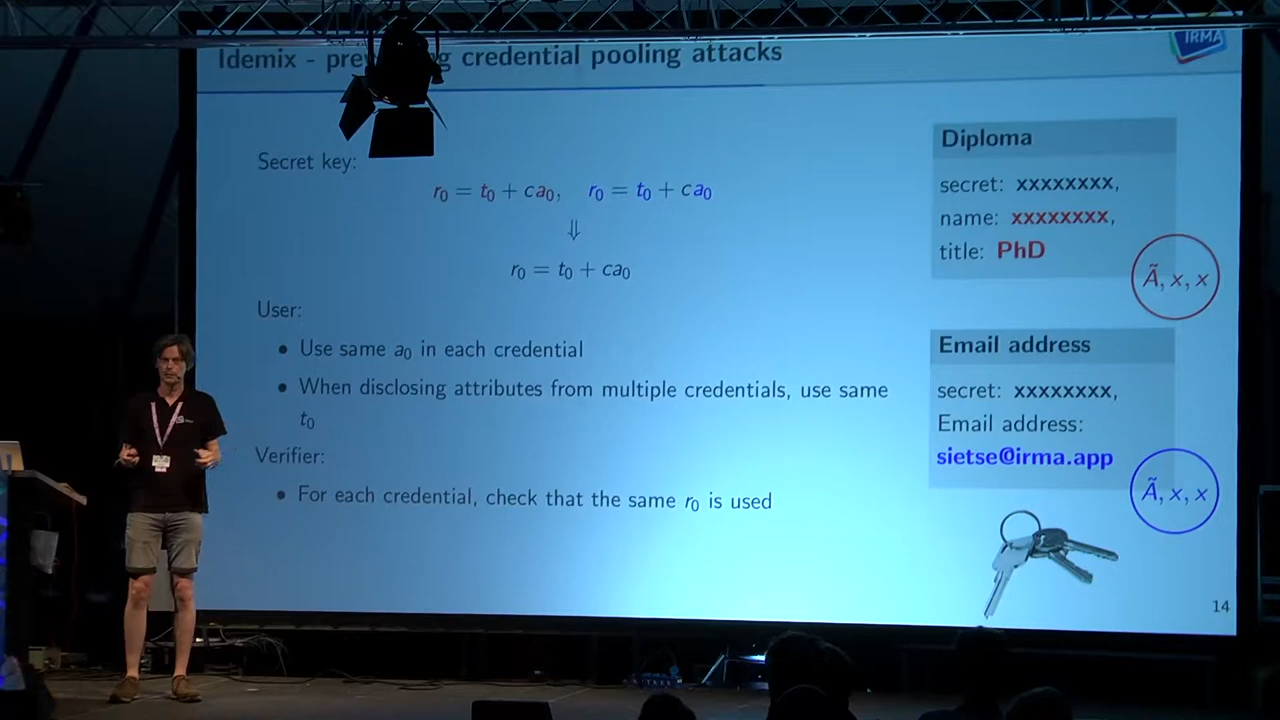 Idemix - pre g credential pooling attacks
IRMA
Secret key:
r₀ = t₀ + ca₀, r₀ = t₀ + ca₀
⇓
r₀ = t₀ + ca₀
User:
• Use same a₀ in each credential
• When disclosing attributes from multiple credentials, use same
t₀
Verifier:
• For each credential, check that the same r₀ is used
Diploma
secret: xxxxxxxx,
name: xxxxxxxx,
title: PhD
Ã, x, x
Email address
secret: xxxxxxxx,
Email address:
sietse@irma.app
Ã, x, x
14